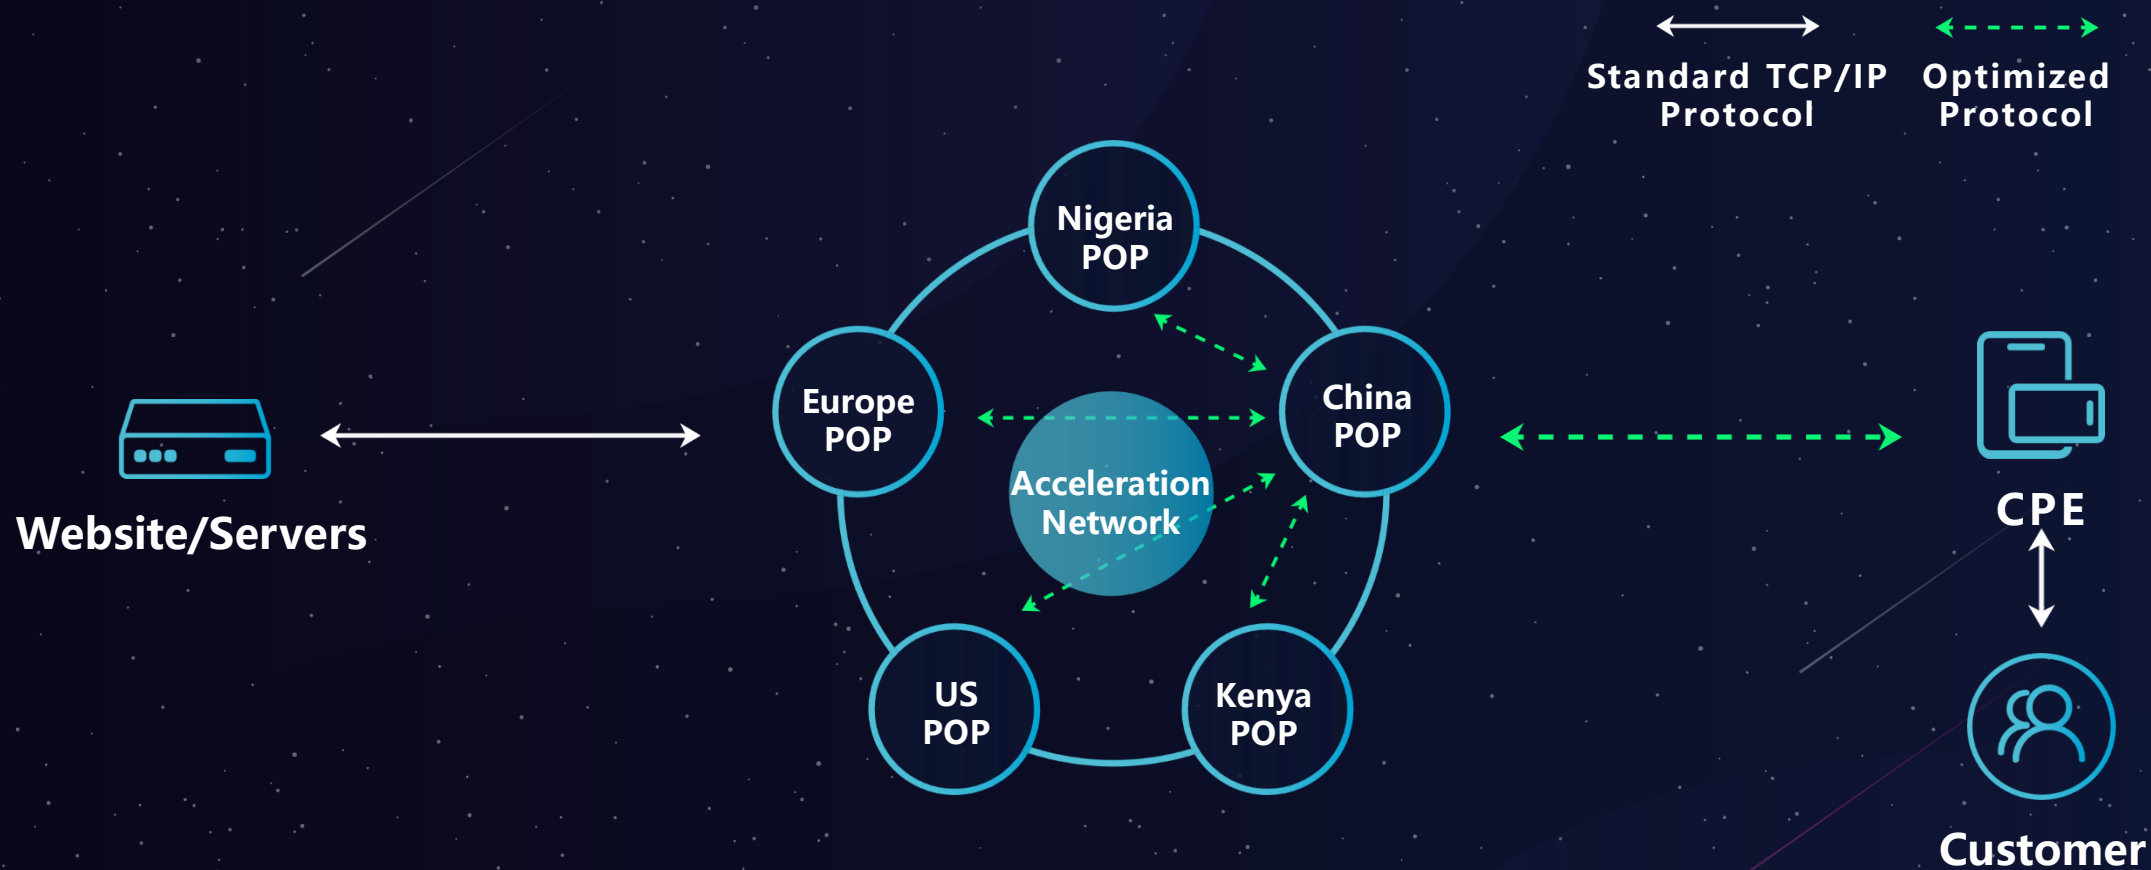 Standard TCP/IP
Protocol
Optimized
Protocol
Nigeria
POP
Europe
POP
China
POP
Acceleration
Network
Website/Servers
CPE
US
POP
Kenya
POP
Customer